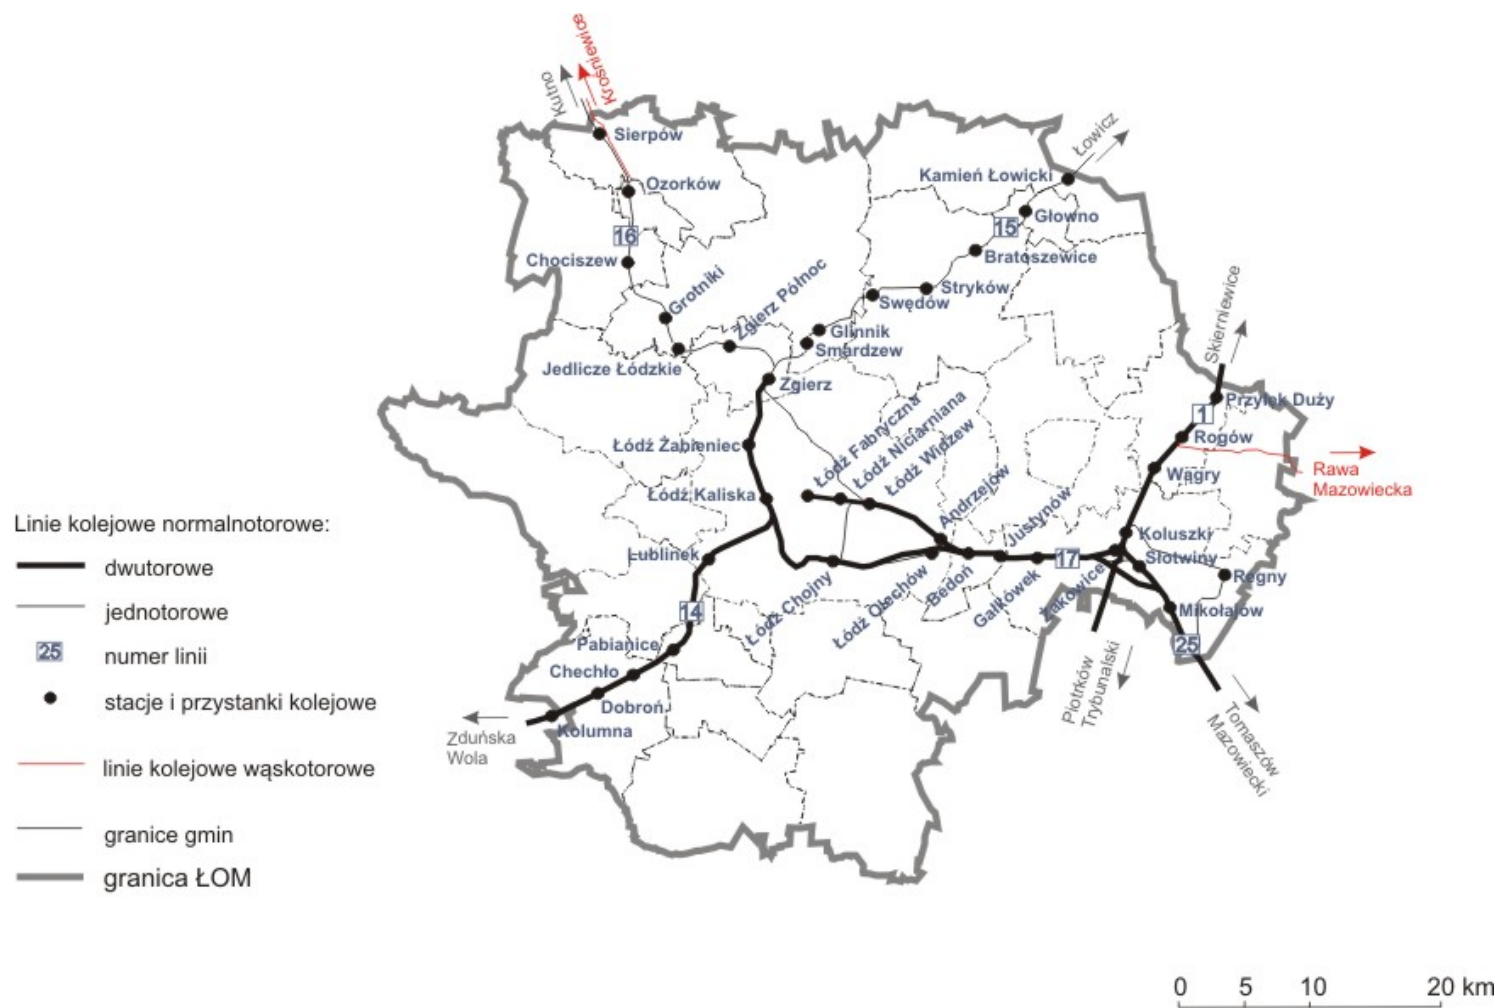 Krośniewice
Kutno
Sierpów
Łowicz
Kamień Łowicki
Ozorków
Głowno
15
16
Bratoszewice
Chociszew
Grotniki
Zgierz Północ
Stryków
Swędów
Skierniewice
Glinnik
Smardzew
Jedlicze Łódzkie
Zgierz
Przyłęk Duży
1
Łódź Fabryczna
Łódź Niciarniana
Łódź Widzew
Rogów
Łódź Żabieniec
Rawa
Mazowiecka
Wągry
Łódź Kaliska
Andrzejów
Justynów
Linie kolejowe normalnotorowe:
Koluszki
Lublinek
Słotwiny
17
dwutorowe
Regny
Żakowice
Gałkówek
Bedoń
Łódź Olechów
Łódź Chojny
jednotorowe
14
Mikołajów
25
numer linii
25
Pabianice
Chechło
stacje i przystanki kolejowe
Dobroń
Kolumna
Piotrków
Trybunalski
Zduńska
Wola
Tomaszów
Mazowiecki
linie kolejowe wąskotorowe
granice gmin
granica ŁOM
0 5 10 20 km